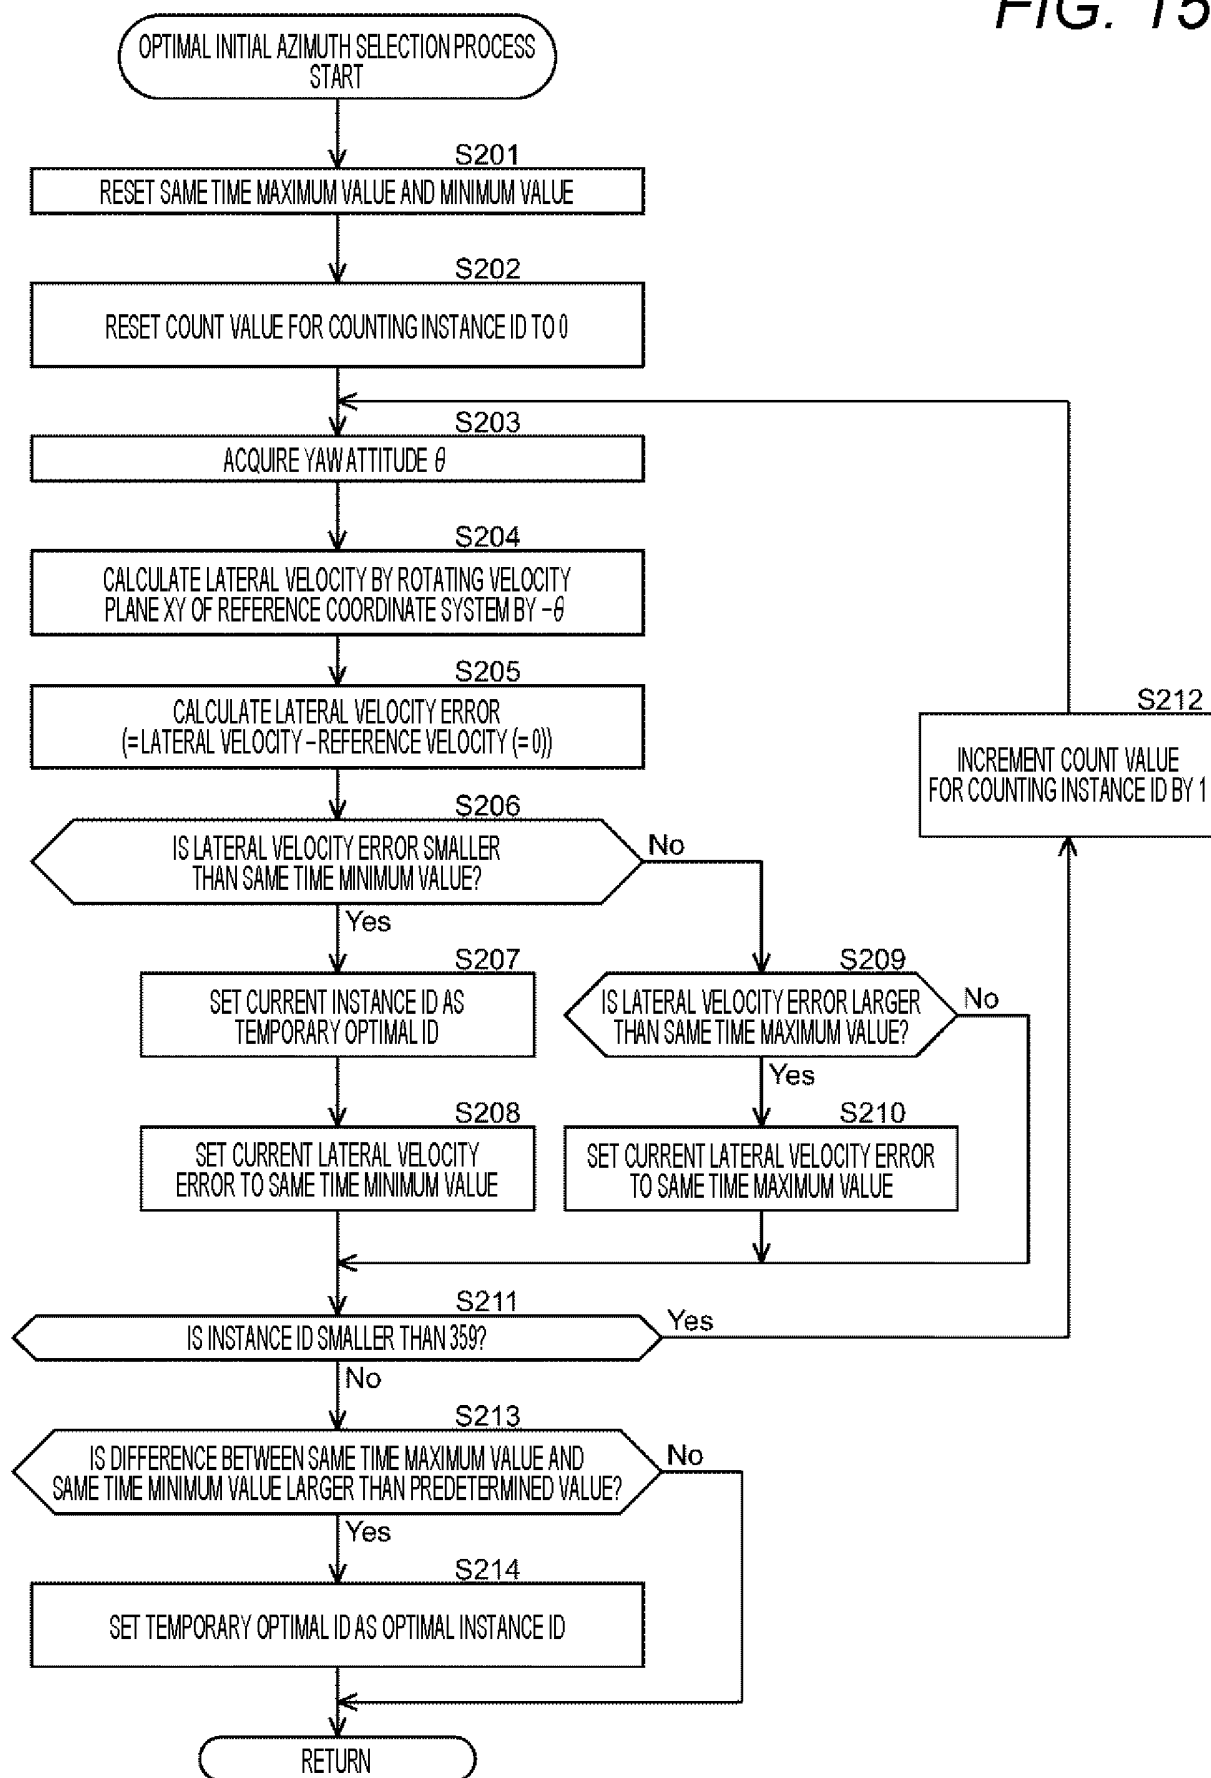 FIG. 15
OPTIMAL INITIAL AZIMUTH SELECTION PROCESS
START
S201
RESET SAME TIME MAXIMUM VALUE AND MINIMUM VALUE
S202
RESET COUNT VALUE FOR COUNTING INSTANCE ID TO 0
S203
ACQUIRE YAW ATTITUDE θ
S204
CALCULATE LATERAL VELOCITY BY ROTATING VELOCITY
PLANE XY OF REFERENCE COORDINATE SYSTEM BY −θ
S205
CALCULATE LATERAL VELOCITY ERROR
(=LATERAL VELOCITY−REFERENCE VELOCITY (=0))
S212
INCREMENT COUNT VALUE
FOR COUNTING INSTANCE ID BY 1
S206
IS LATERAL VELOCITY ERROR SMALLER
THAN SAME TIME MINIMUM VALUE?
No
Yes
S207
SET CURRENT INSTANCE ID AS
TEMPORARY OPTIMAL ID
S209
IS LATERAL VELOCITY ERROR LARGER
THAN SAME TIME MAXIMUM VALUE?
No
Yes
S208
SET CURRENT LATERAL VELOCITY
ERROR TO SAME TIME MINIMUM VALUE
S210
SET CURRENT LATERAL VELOCITY ERROR
TO SAME TIME MAXIMUM VALUE
S211
IS INSTANCE ID SMALLER THAN 359?
Yes
No
S213
IS DIFFERENCE BETWEEN SAME TIME MAXIMUM VALUE AND
SAME TIME MINIMUM VALUE LARGER THAN PREDETERMINED VALUE?
No
Yes
S214
SET TEMPORARY OPTIMAL ID AS OPTIMAL INSTANCE ID
RETURN